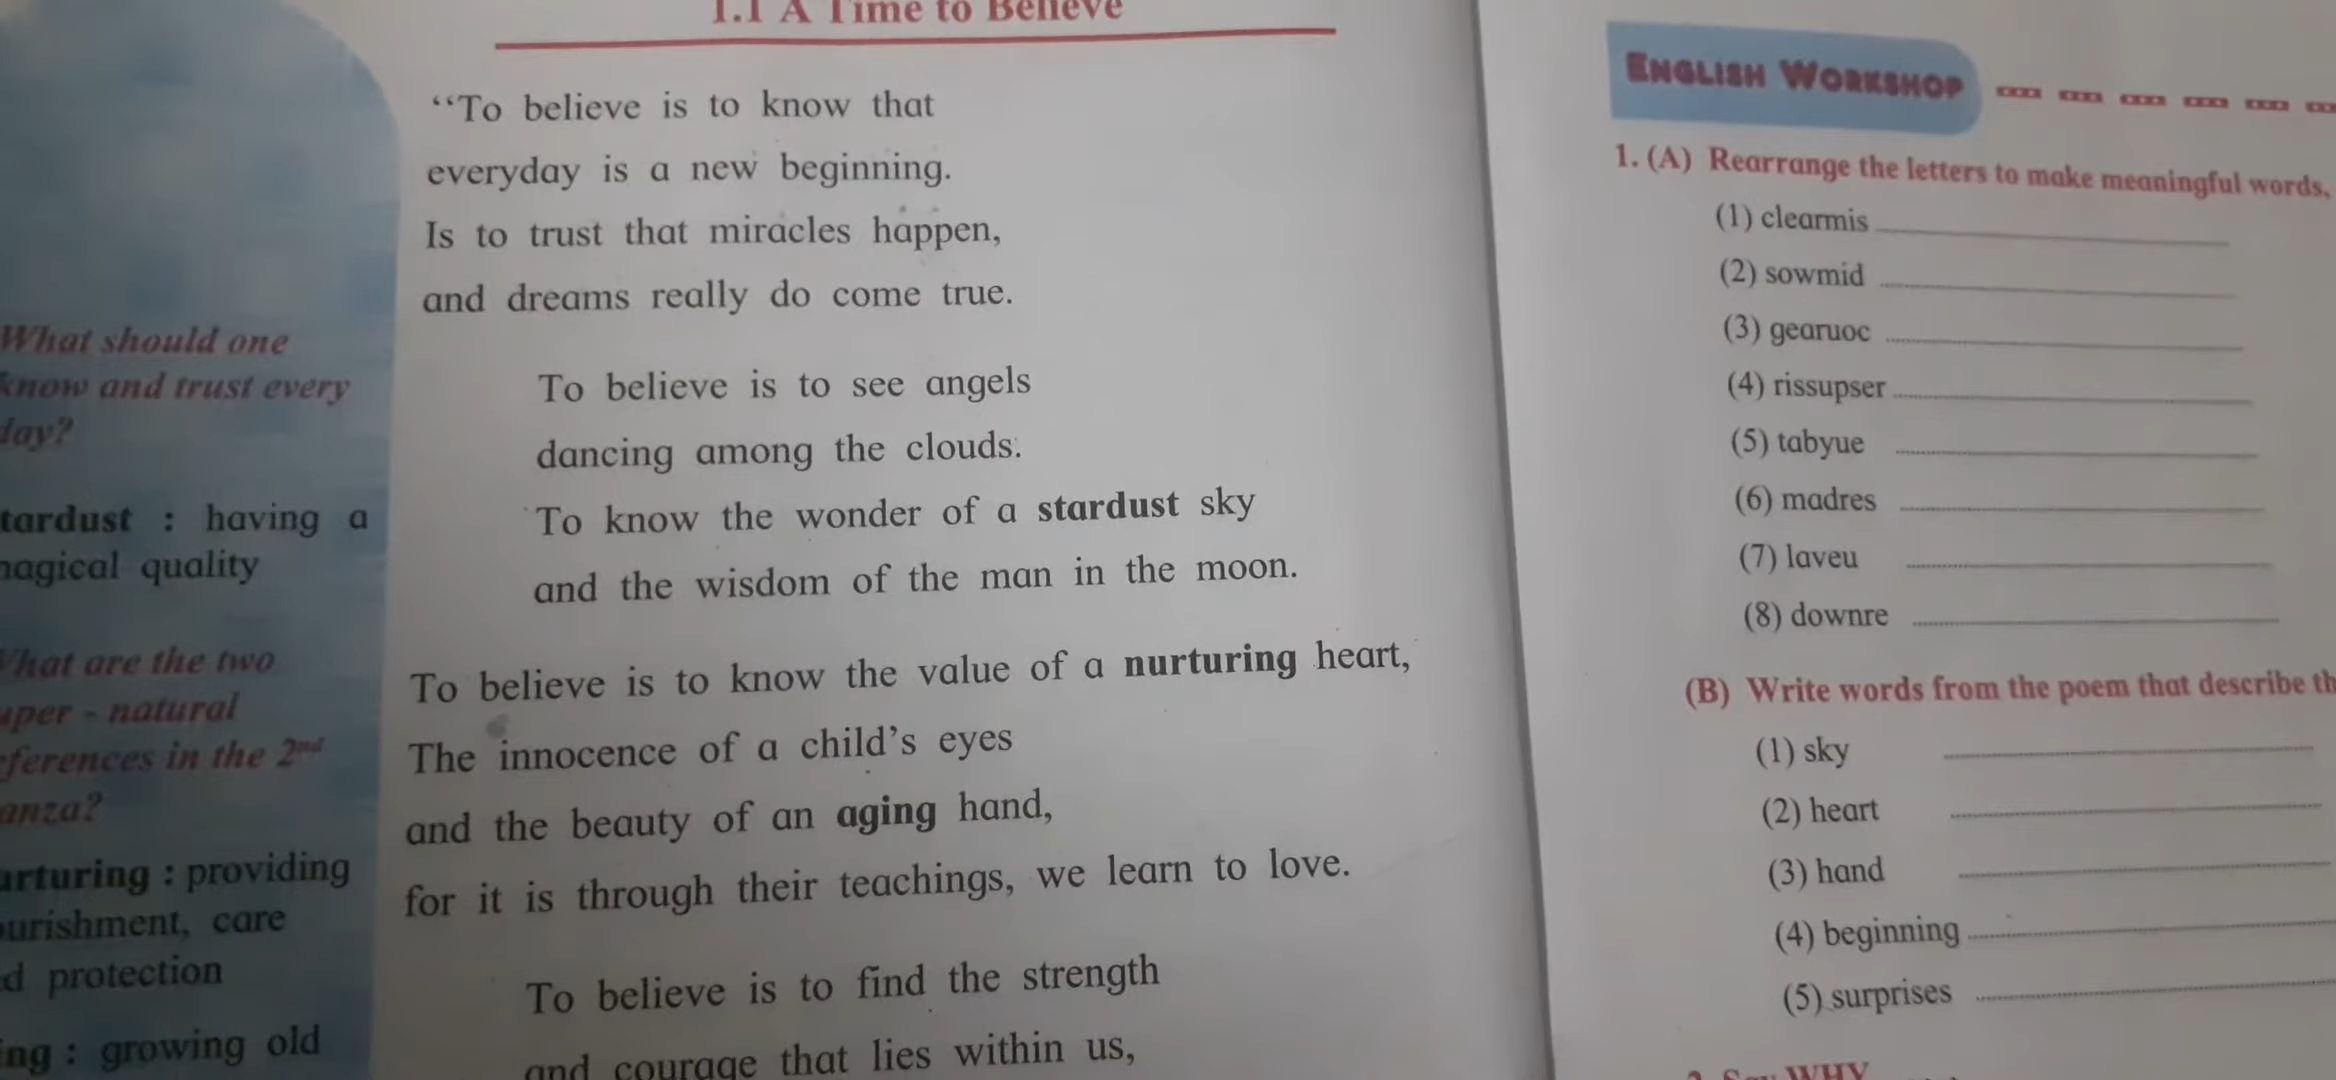 1.1 A Time to Believe
“To believe is to know that
everyday is a new beginning.
Is to trust that miracles happen,
and dreams really do come true.
To believe is to see angels
dancing among the clouds.
To know the wonder of a stardust sky
and the wisdom of the man in the moon.
To believe is to know the value of a nurturing heart,
The innocence of a child’s eyes
and the beauty of an aging hand,
for it is through their teachings, we learn to love.
To believe is to find the strength
and courage that lies within us,
What should one
know and trust every
day?
tardust : having a
magical quality
What are the two
uper - natural
ferences in the 2nd
anza?
urturing : providing
ourishment, care
d protection
ing : growing old
ENGLISH WORKSHOP
1. (A) Rearrange the letters to make meaningful words.
(1) clearmis
(2) sowmid
(3) gearuoc
(4) rissupser
(5) tabyue
(6) madres
(7) laveu
(8) downre
(B) Write words from the poem that describe th
(1) sky
(2) heart
(3) hand
(4) beginning
(5) surprises
2. Say WHY